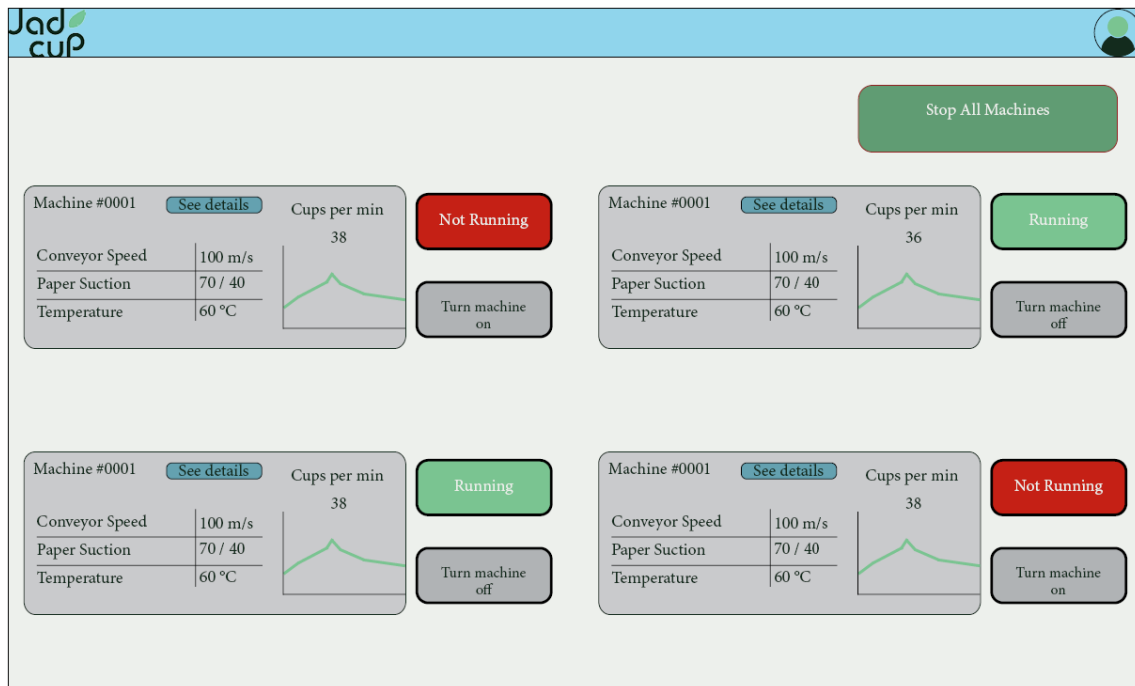 Jad
cup
Stop All Machines
Machine #0001
See details
Cups per min
38
Conveyor Speed
100 m/s
Paper Suction
70 / 40
Temperature
60 °C
Not Running
Turn machine
on
Machine #0001
See details
Cups per min
36
Conveyor Speed
100 m/s
Paper Suction
70 / 40
Temperature
60 °C
Running
Turn machine
off
Machine #0001
See details
Cups per min
38
Conveyor Speed
100 m/s
Paper Suction
70 / 40
Temperature
60 °C
Running
Turn machine
off
Machine #0001
See details
Cups per min
38
Conveyor Speed
100 m/s
Paper Suction
70 / 40
Temperature
60 °C
Not Running
Turn machine
on